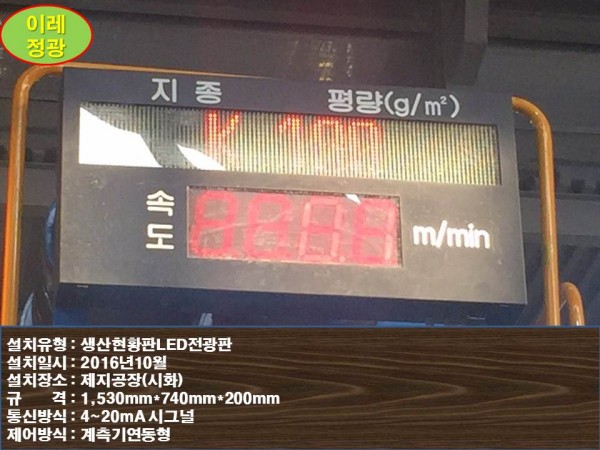 이레
정광
지 종 평량(g/㎡)
K 180
속
도
m/min
설치유형 : 생산현황판LED전광판
설치일시 : 2016년10월
설치장소 : 제지공장(시화)
규 격 : 1,530mm*740mm*200mm
통신방식 : 4~20mA 시그널
제어방식 : 계측기연동형